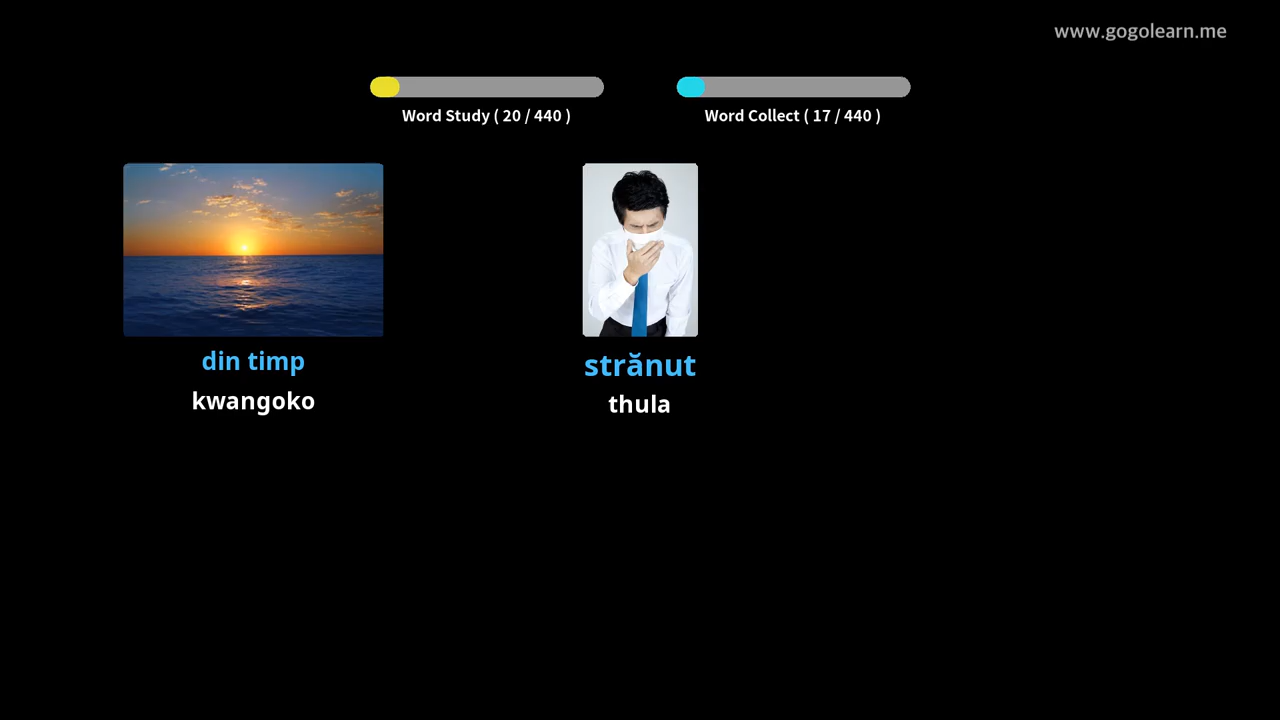 www.gogolearn.me
Word Study ( 20 / 440 )
Word Collect ( 17 / 440 )
din timp
kwangoko
strănut
thula